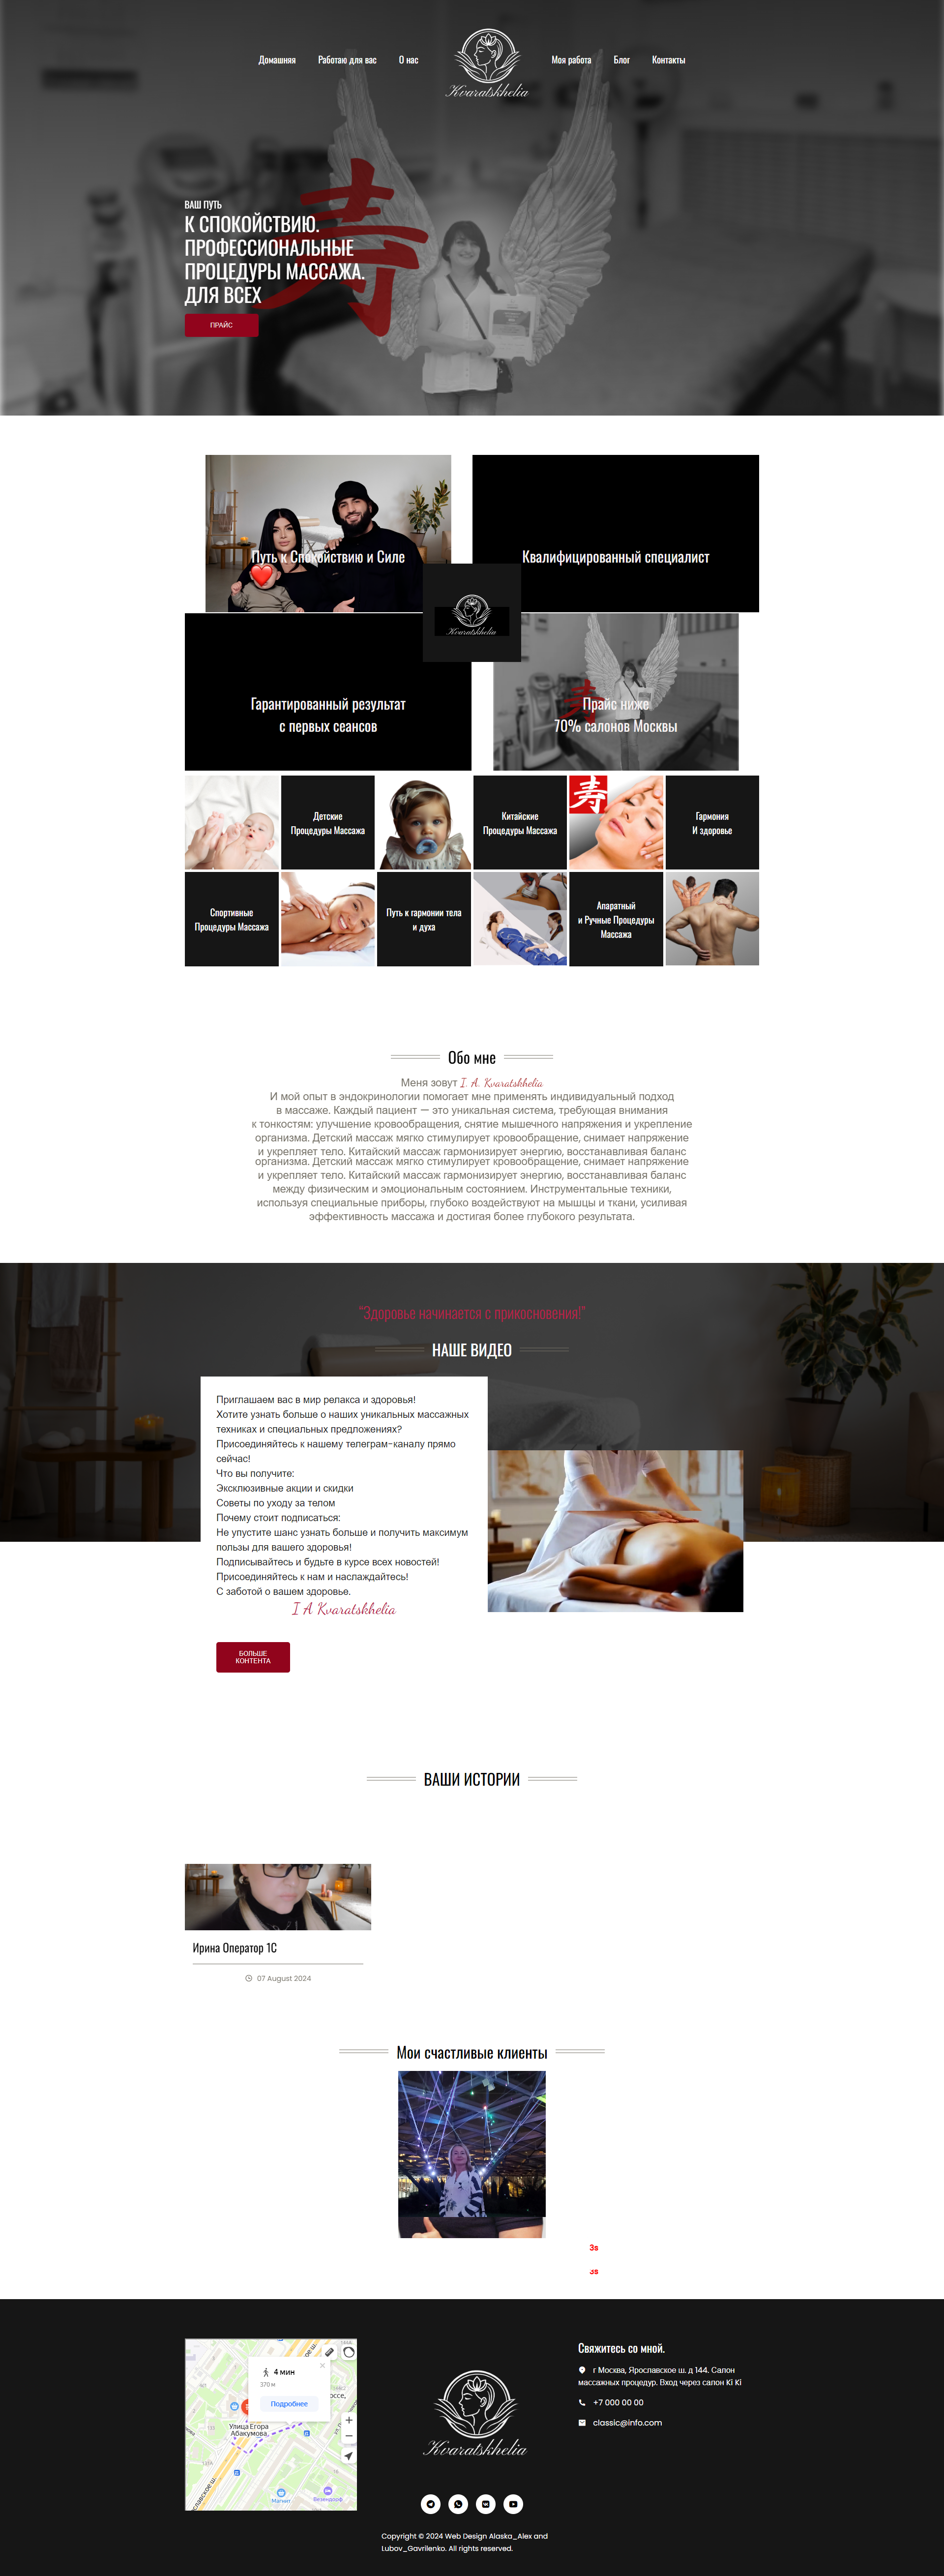 Домашняя
Работаю для вас
О нас
Kvaratskhelia
Моя работа
Блог
Контакты
寿
ВАШ ПУТЬ
К СПОКОЙСТВИЮ.
ПРОФЕССИОНАЛЬНЫЕ
ПРОЦЕДУРЫ МАССАЖА.
ДЛЯ ВСЕХ
ПРАЙС
Путь к Спокойствию и Силе
Квалифицированный специалист
Kvaratskhelia
Гарантированный результат
с первых сеансов
Прайс ниже
70% салонов Москвы
Детские
Процедуры Массажа
Китайские
Процедуры Массажа
寿
Гармония
И здоровье
Спортивные
Процедуры Массажа
Путь к гармонии тела
и духа
Апаратный
и Ручные Процедуры
Массажа
Обо мне
Меня зовут I. A. Kvaratskhelia
И мой опыт в эндокринологии помогает мне применять индивидуальный подход
в массаже. Каждый пациент — это уникальная система, требующая внимания
к тонкостям: улучшение кровообращения, снятие мышечного напряжения и укрепление
организма. Детский массаж мягко стимулирует кровообращение, снимает напряжение
и укрепляет тело. Китайский массаж гармонизирует энергию, восстанавливая баланс
организма. Детский массаж мягко стимулирует кровообращение, снимает напряжение
и укрепляет тело. Китайский массаж гармонизирует энергию, восстанавливая баланс
между физическим и эмоциональным состоянием. Инструментальные техники,
используя специальные приборы, глубоко воздействуют на мышцы и ткани, усиливая
эффективность массажа и достигая более глубокого результата.
"Здоровье начинается с прикосновения!"
НАШЕ ВИДЕО
Приглашаем вас в мир релакса и здоровья!
Хотите узнать больше о наших уникальных массажных
техниках и специальных предложениях?
Присоединяйтесь к нашему телеграм-каналу прямо
сейчас!
Что вы получите:
Эксклюзивные акции и скидки
Советы по уходу за телом
Почему стоит подписаться:
Не упустите шанс узнать больше и получить максимум
пользы для вашего здоровья!
Подписывайтесь и будьте в курсе всех новостей!
Присоединяйтесь к нам и наслаждайтесь!
С заботой о вашем здоровье.
I A Kvaratskhelia
БОЛЬШЕ
КОНТЕНТА
ВАШИ ИСТОРИИ
Ирина Оператор 1С
07 August 2024
Мои счастливые клиенты
3s
3s
4 мин
370 м
Подробнее
Улица Егора
Абакумова,
Магнит
Kvaratskhelia
Свяжитесь со мной.
г Москва, Ярославское ш. д 144. Салон
массажных процедур. Вход через салон Ki Ki
+7 000 00 00
classic@info.com
Copyright © 2024 Web Design Alaska_Alex and
Lubov_Gavrilenko. All rights reserved.